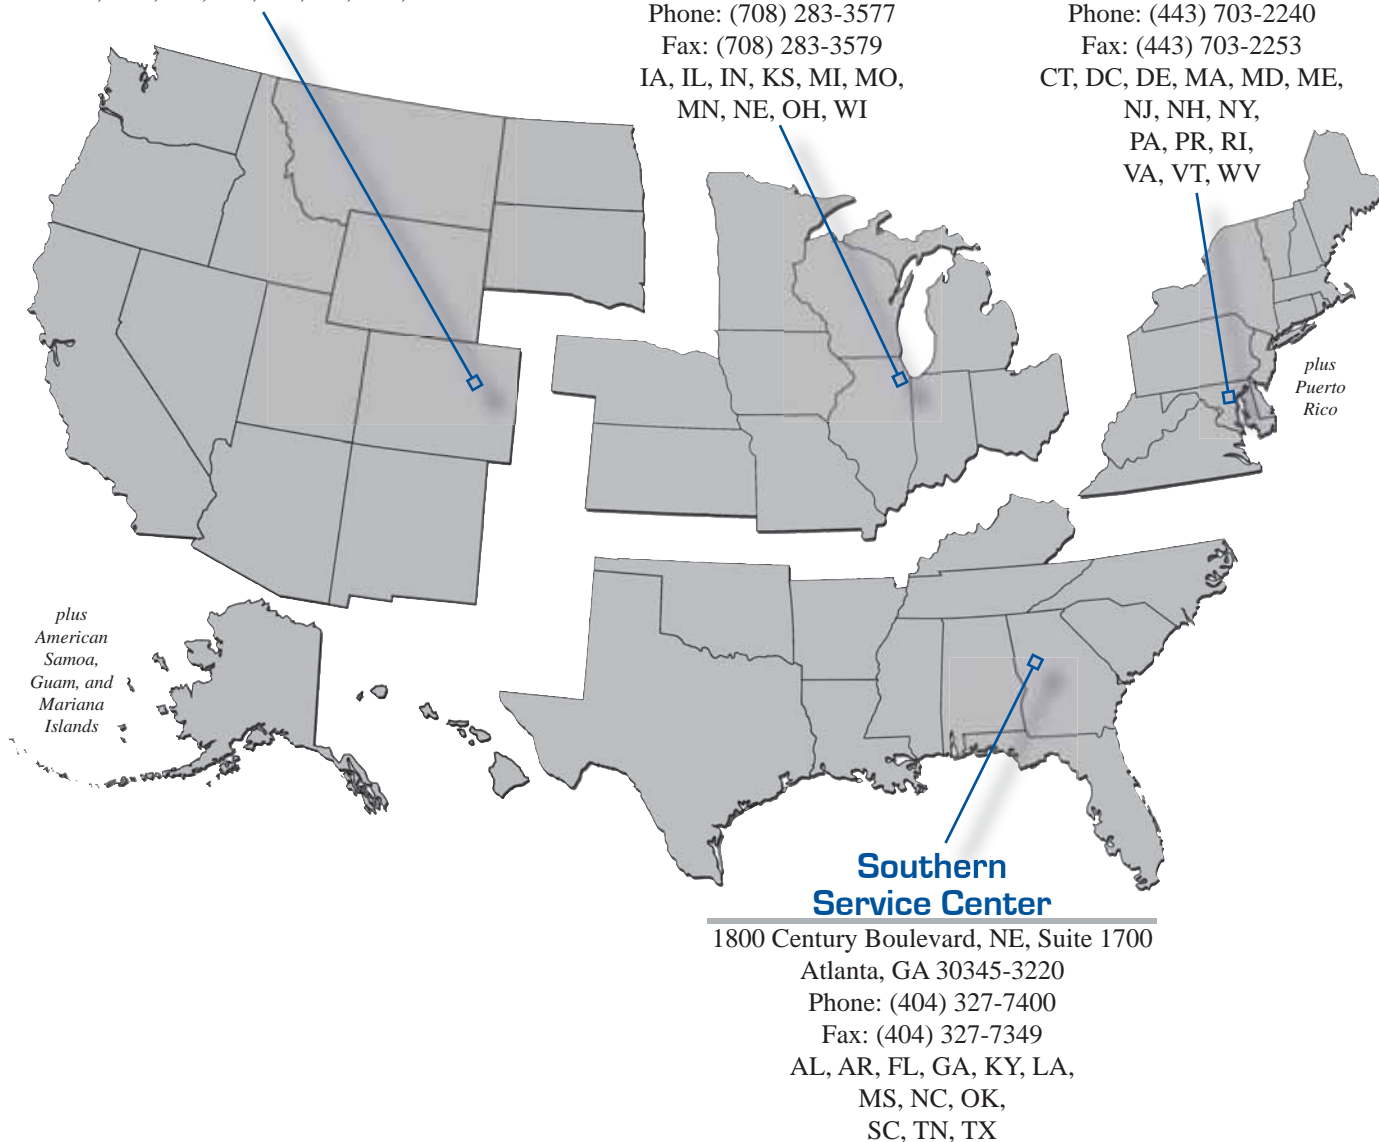 Phone: (708) 283-3577
Fax: (708) 283-3579
IA, IL, IN, KS, MI, MO,
MN, NE, OH, WI
Phone: (443) 703-2240
Fax: (443) 703-2253
CT, DC, DE, MA, MD, ME,
NJ, NH, NY,
PA, PR, RI,
VA, VT, WV
plus
Puerto
Rico
plus
American
Samoa,
Guam, and
Mariana
Islands
Southern
Service Center
1800 Century Boulevard, NE, Suite 1700
Atlanta, GA 30345-3220
Phone: (404) 327-7400
Fax: (404) 327-7349
AL, AR, FL, GA, KY, LA,
MS, NC, OK,
SC, TN, TX